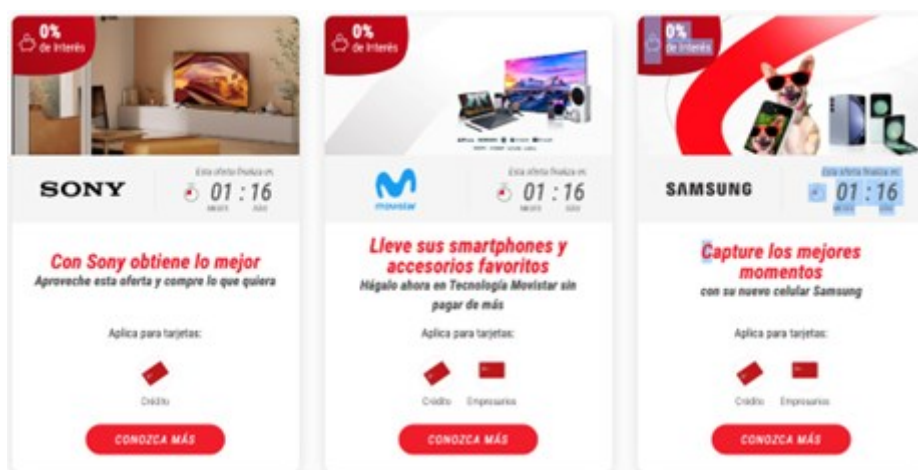 0%
de Interés
SONY
Esta oferta finaliza en:
01 : 16
Con Sony obtiene lo mejor
Aproveche esta oferta y compre lo que quiera
Aplica para tarjetas:
Crédito
CONOZCA MÁS
0%
de Interés
movistar
Esta oferta finaliza en:
01 : 16
Lleve sus smartphones y
accesorios favoritos
Hágalo ahora en Tecnología Movistar sin
pagar de más
Aplica para tarjetas:
Crédito Empresarios
CONOZCA MÁS
0%
de Interés
SAMSUNG
Esta oferta finaliza en:
01 : 16
Capture los mejores
momentos
con su nuevo celular Samsung
Aplica para tarjetas:
Crédito Empresarios
CONOZCA MÁS